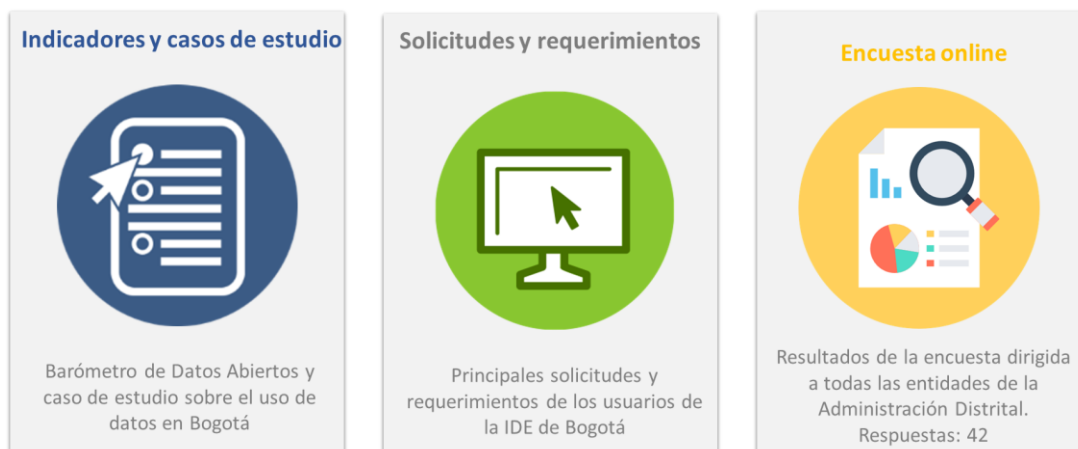 Indicadores y casos de estudio
Barómetro de Datos Abiertos y
caso de estudio sobre el uso de
datos en Bogotá
Solicitudes y requerimientos
Principales solicitudes y
requerimientos de los usuarios de
la IDE de Bogotá
Encuesta online
Resultados de la encuesta dirigida
a todas las entidades de la
Administración Distrital.
Respuestas: 42